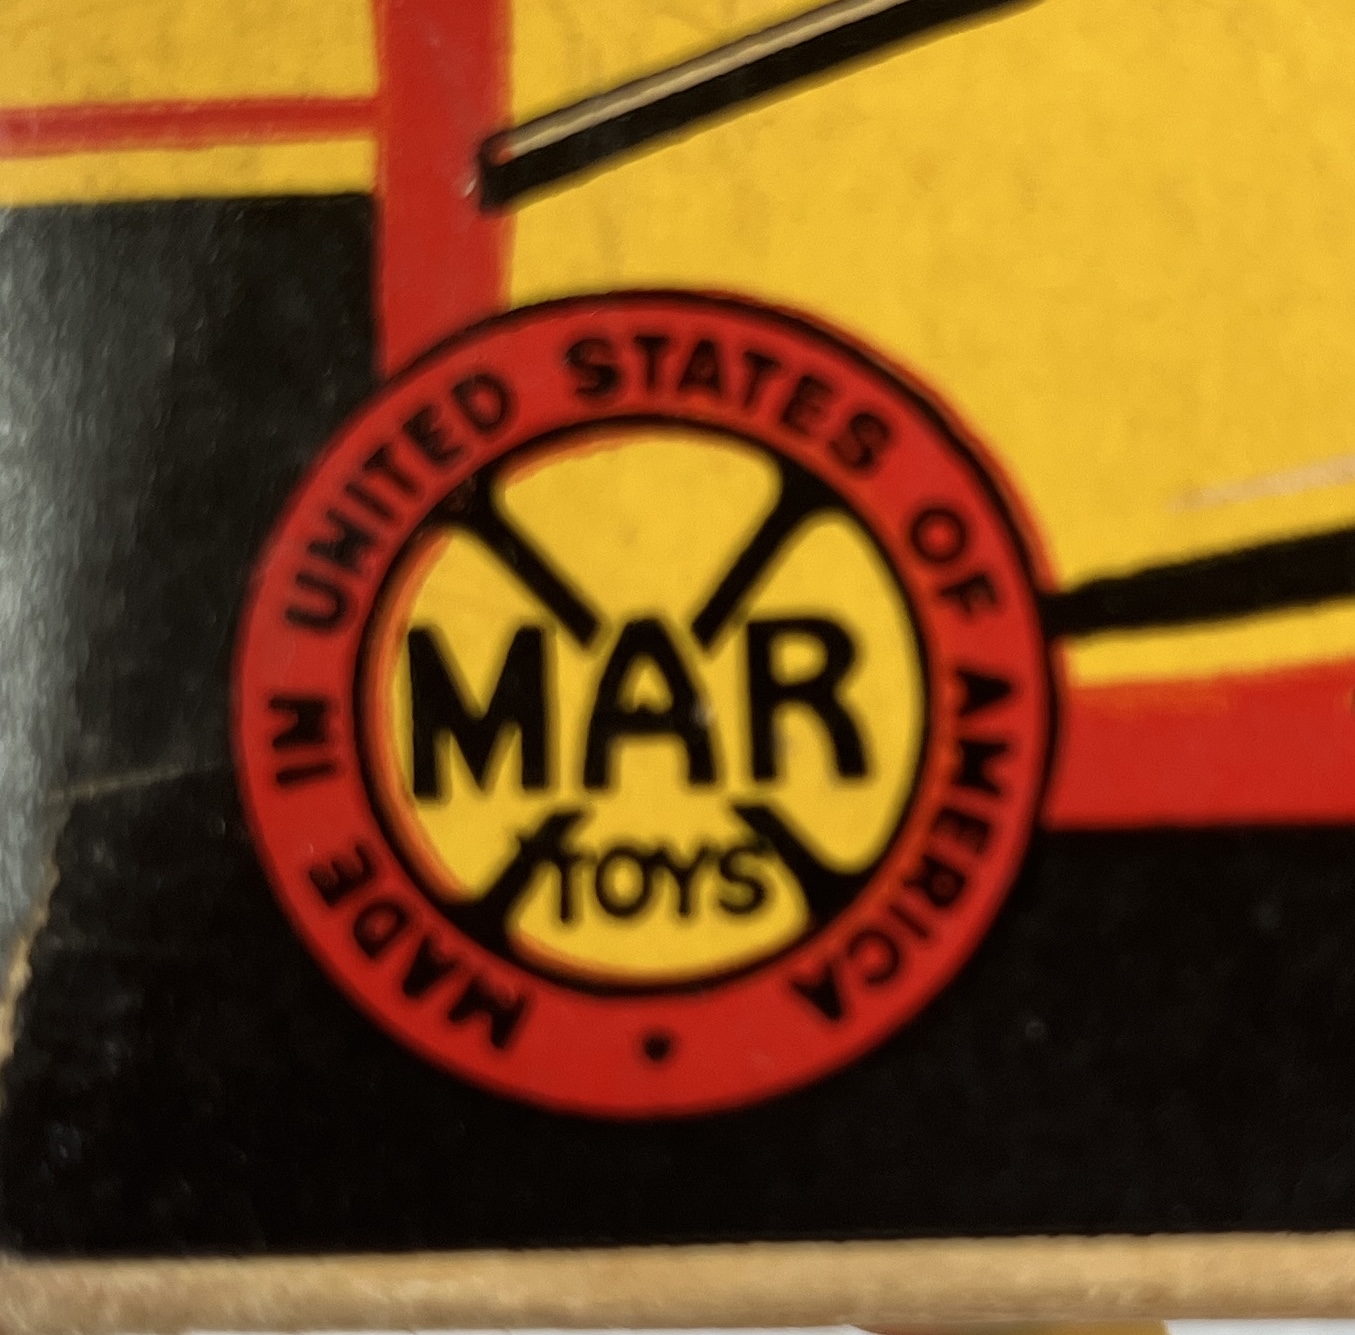 MADE IN UNITED STATES OF AMERICA
MAR
TOYS